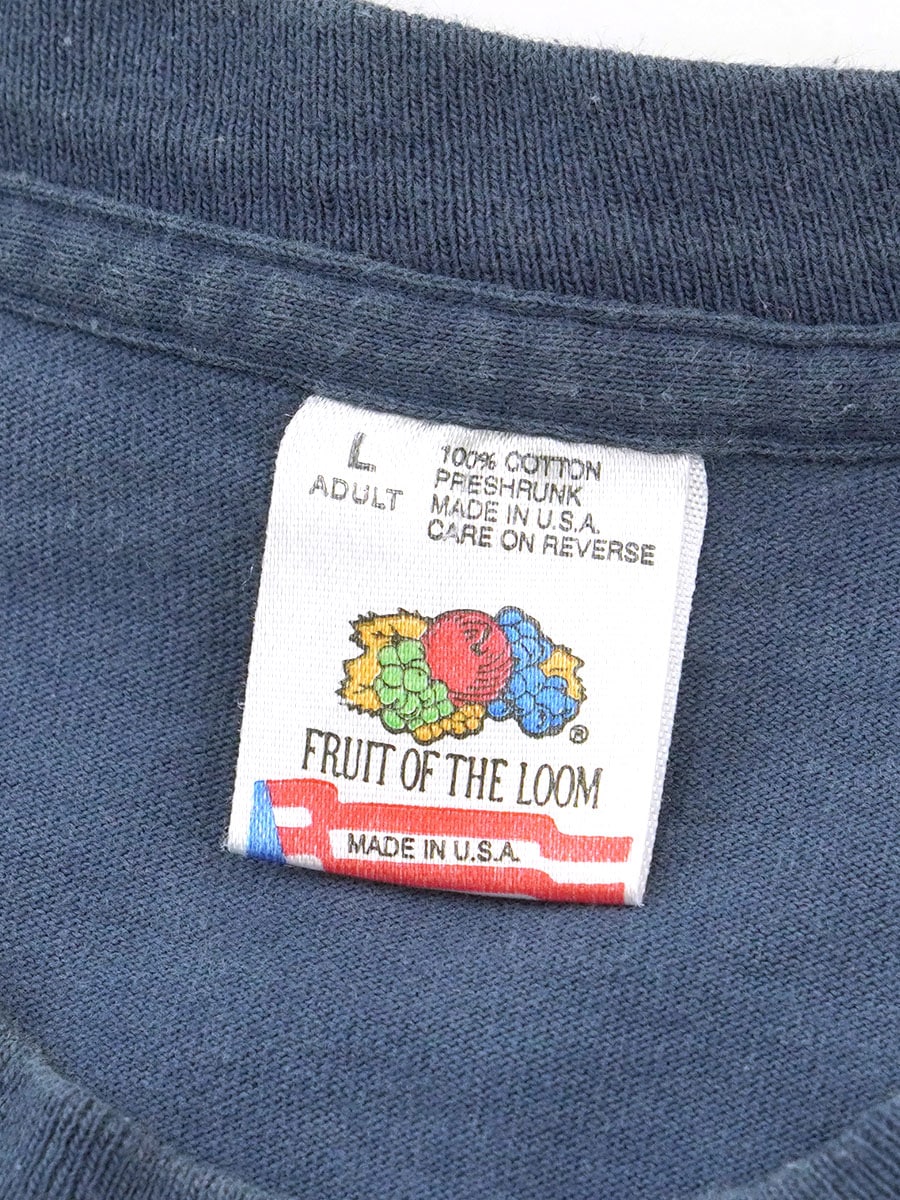 L
ADULT
100% COTTON
PRESHRUNK
MADE IN U.S.A.
CARE ON REVERSE
®
FRUIT OF THE LOOM
MADE IN U.S.A.